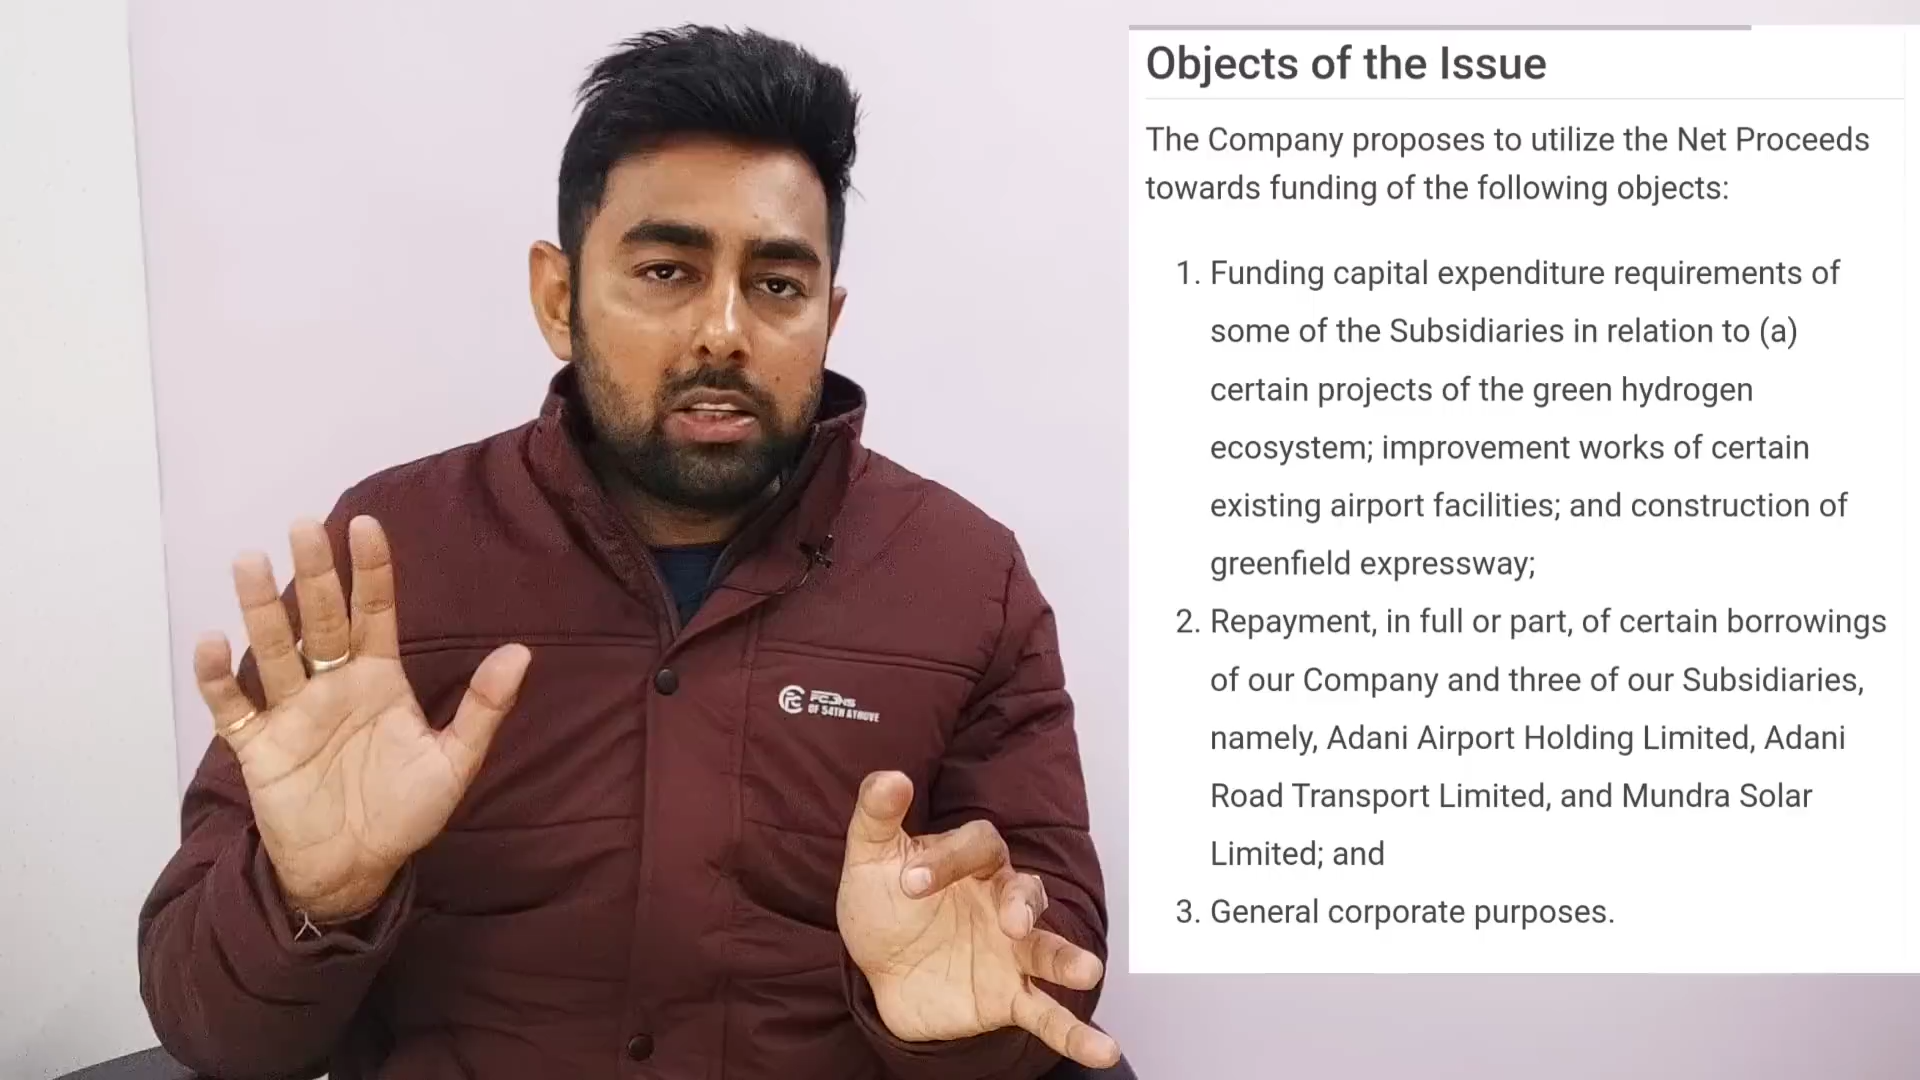 Objects of the Issue
The Company proposes to utilize the Net Proceeds
towards funding of the following objects:
1. Funding capital expenditure requirements of
some of the Subsidiaries in relation to (a)
certain projects of the green hydrogen
ecosystem; improvement works of certain
existing airport facilities; and construction of
greenfield expressway;
2. Repayment, in full or part, of certain borrowings
of our Company and three of our Subsidiaries,
namely, Adani Airport Holding Limited, Adani
Road Transport Limited, and Mundra Solar
Limited; and
3. General corporate purposes.
OF 54TH